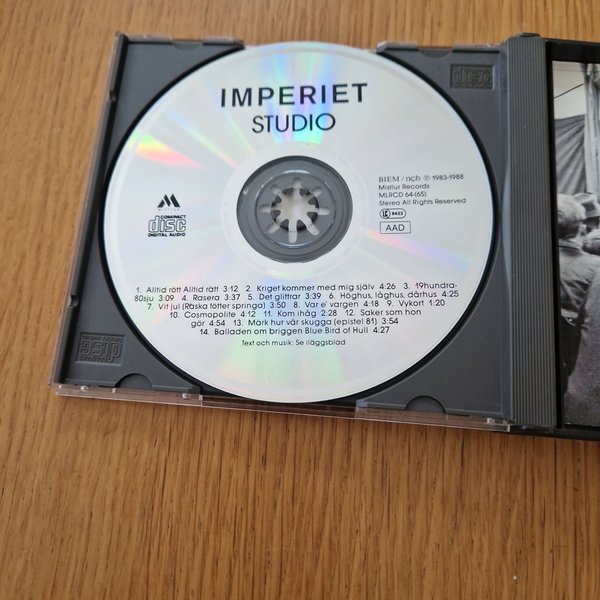 IMPERIET
STUDIO
BIEM/ncb ℗ 1983-1988
Mistlur Records
MLRCD 64-(65)
Stereo All Rights Reserved
LC 8433
AAD
COMPACT
disc
DIGITAL AUDIO
1. Alltid rött Alltid rätt 3:12 2. Kriget kommer med mig själv 4:26 3. 19hundra-
80sju 3:09 4. Rasera 3:37 5. Det glittrar 3:39 6. Höghus, låghus, dårhus 4:25
7. Vit jul (Raska fötter springa) 3:50 8. Var e' vargen 4:18 9. Vykort 1:20
10. Cosmopolite 4:12 11. Kom ihåg 2:28 12. Saker som hon
gör 4:54 13. Märk hur vår skugga (epistel 81) 3:54
14. Balladen om briggen Blue Bird of Hull 4:27
Text och musik: Se iläggsblad